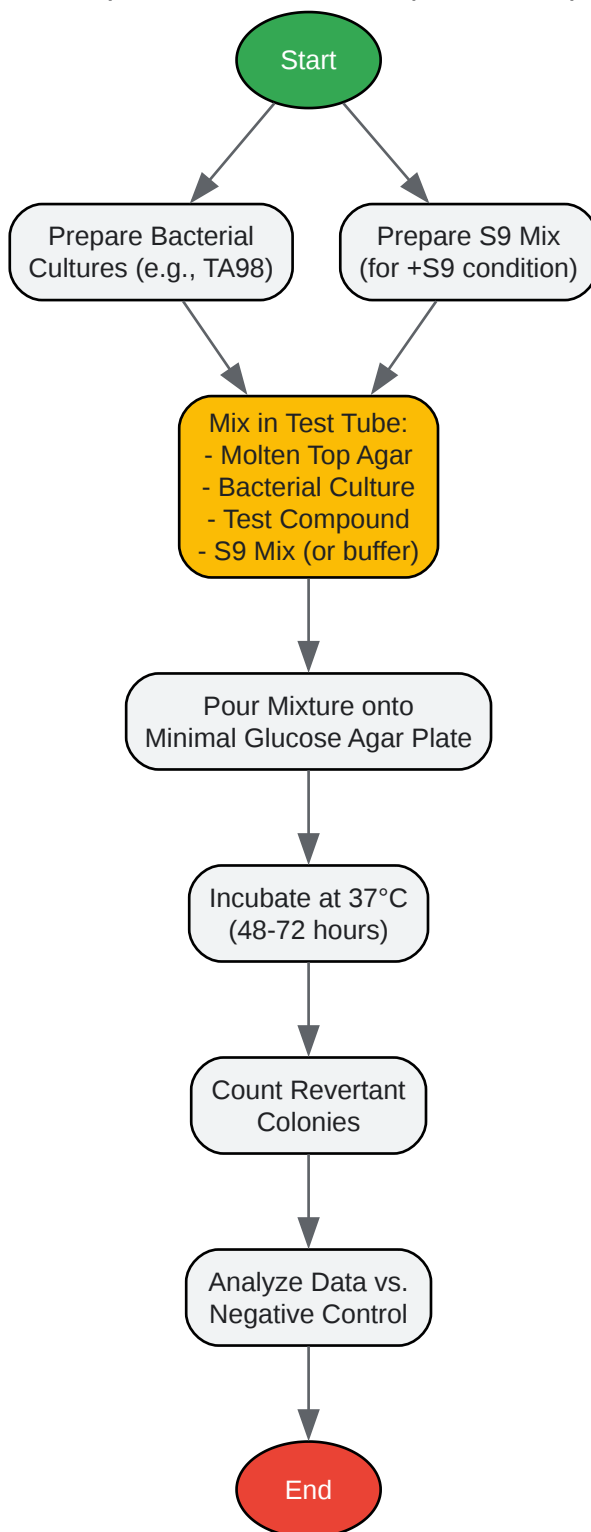 Start
Prepare Bacterial
Cultures (e.g., TA98)
Prepare S9 Mix
(for +S9 condition)
Mix in Test Tube:
- Molten Top Agar
- Bacterial Culture
- Test Compound
- S9 Mix (or buffer)
Pour Mixture onto
Minimal Glucose Agar Plate
Incubate at 37°C
(48-72 hours)
Count Revertant
Colonies
Analyze Data vs.
Negative Control
End